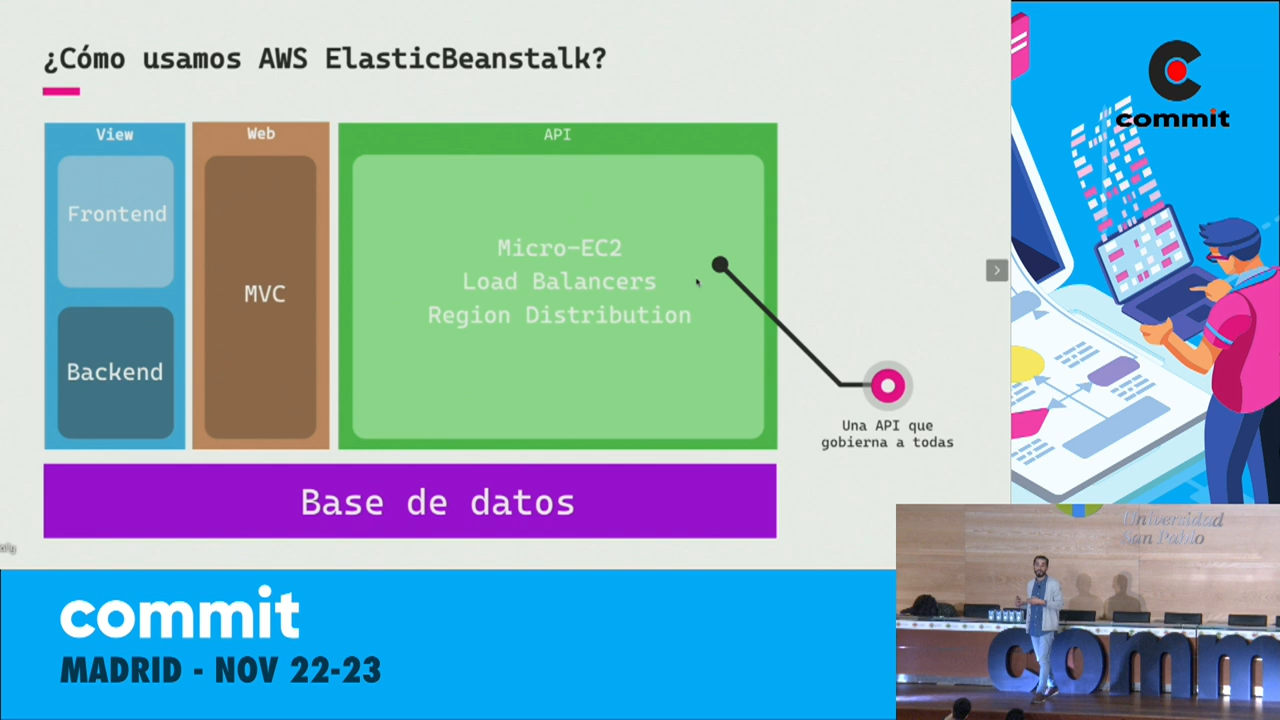 ¿Cómo usamos AWS ElasticBeanstalk?
View
Web
API
Frontend
Backend
MVC
Micro-EC2
Load Balancers
Region Distribution
Una API que
gobierna a todas
Base de datos
commit
commit
MADRID - NOV 22-23
Universidad
San Pablo
comm